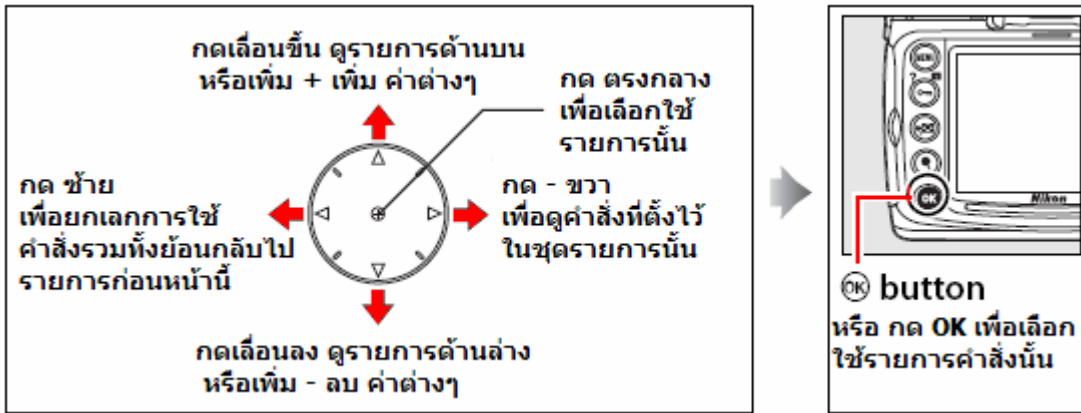 กดเลื่อนขึ้น ดูรายการด้านบน
หรือเพิ่ม + เพิ่ม ค่าต่างๆ
กด ตรงกลาง
เพื่อเลือกใช้
รายการนั้น
กด ซ้าย
เพื่อยกเลกการใช้
คำสั่งรวมทั้งย้อนกลับไป
รายการก่อนหน้านี้
กด - ขวา
เพื่อดูคำสั่งที่ตั้งไว้
ในชุดรายการนั้น
กดเลื่อนลง ดูรายการด้านล่าง
หรือเพิ่ม - ลบ ค่าต่างๆ
MENU
OK
Nikon
OK button
หรือ กด OK เพื่อเลือก
ใช้รายการคำสั่งนั้น